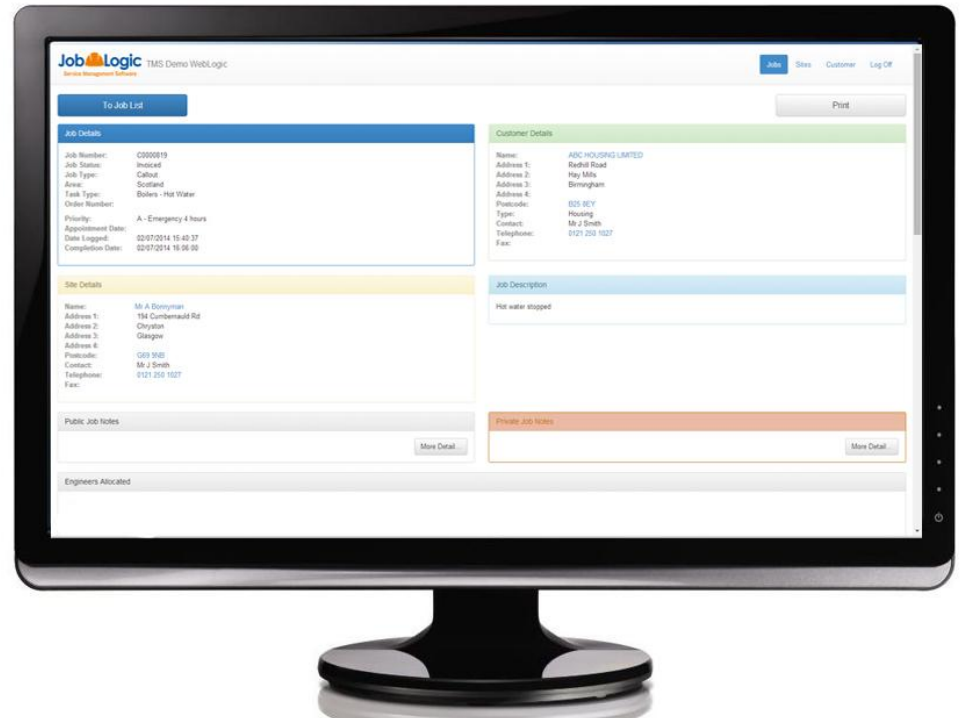 JobLogic TMS Demo WebLogic
Service Management Software
Jobs Sites Customer Log Off
To Job List
Print
Job Details
Job Number: C0000819
Job Status: Invoiced
Job Type: Callout
Area: Scotland
Task Type: Boilers - Hot Water
Order Number:
Priority: A - Emergency 4 hours
Appointment Date:
Date Logged: 02/07/2014 15:40:37
Completion Date: 02/07/2014 16:06:00
Customer Details
Name: ABC HOUSING LIMITED
Address 1: Redhill Road
Address 2: Hay Mills
Address 3: Birmingham
Address 4:
Postcode: B25 8EY
Type: Housing
Contact: Mr J Smith
Telephone: 0121 250 1027
Fax:
Site Details
Name: Mr A Bonnyman
Address 1: 194 Cumbernauld Rd
Address 2: Chryston
Address 3: Glasgow
Address 4:
Postcode: G69 9NB
Contact: Mr J Smith
Telephone: 0121 250 1027
Fax:
Job Description
Hot water stopped
Public Job Notes
More Detail...
Private Job Notes
More Detail...
Engineers Allocated